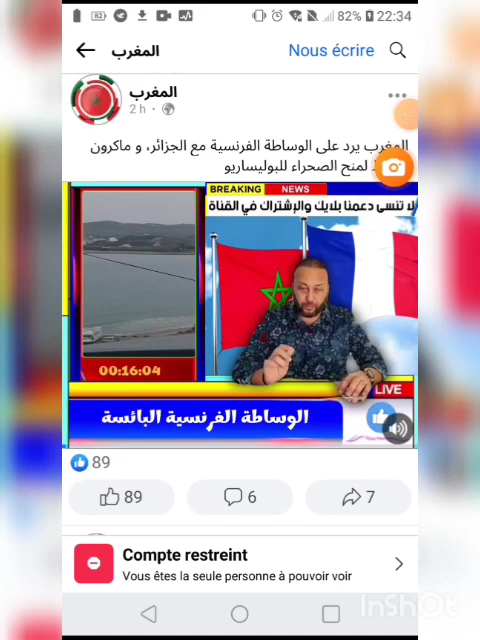 82 82% 22:34
المغرب Nous écrire
المغرب
2 h
المغرب يرد على الوساطة الفرنسية مع الجزائر، و ماكرون
لمنح الصحراء للبوليساريو
BREAKING NEWS
لا تنسى دعمنا بلايك والإشتراك في القناة
00:16:04
LIVE
الوساطة الفرنسية البائسة
89
89 6 7
Compte restreint
Vous êtes la seule personne à pouvoir voir
InShOt